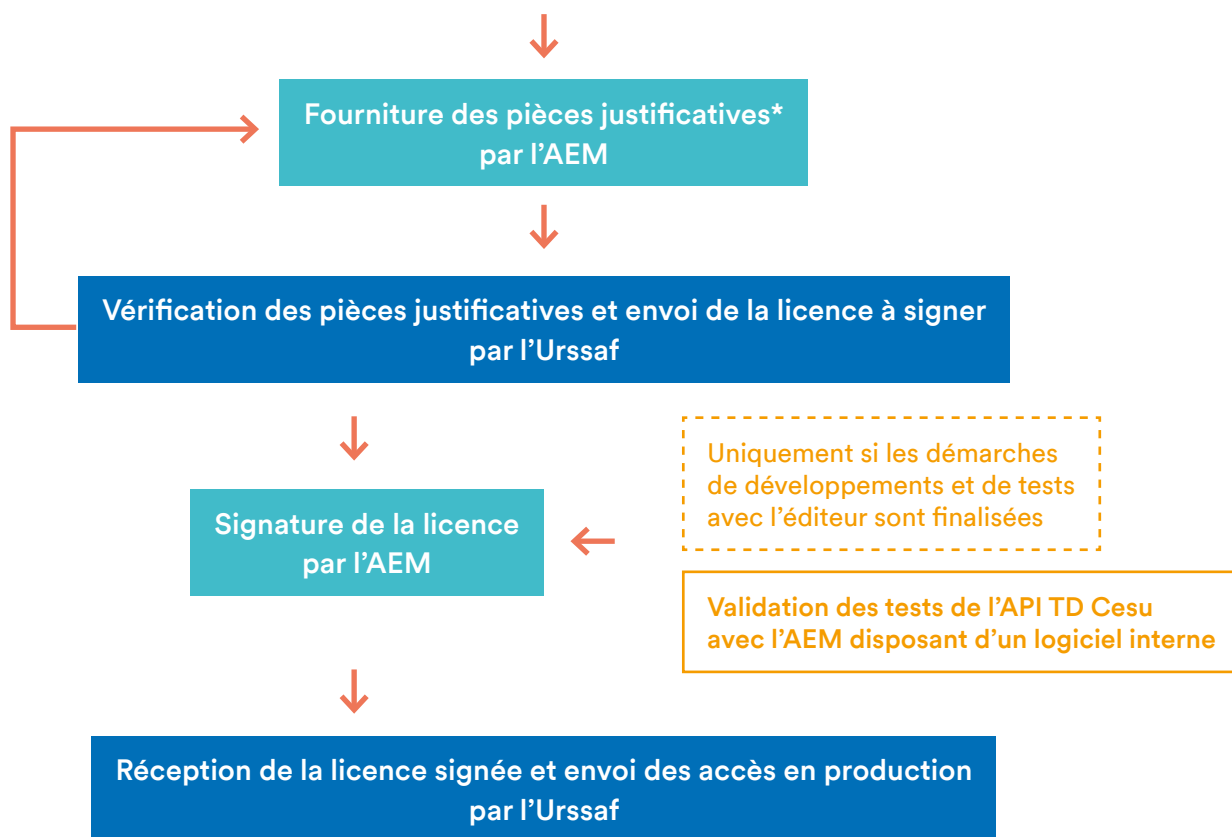 Fourniture des pièces justificatives*
par l’AEM
Vérification des pièces justificatives et envoi de la licence à signer
par l’Urssaf
Uniquement si les démarches
de développements et de tests
avec l’éditeur sont finalisées
Signature de la licence
par l’AEM
Validation des tests de l’API TD Cesu
avec l’AEM disposant d’un logiciel interne
Réception de la licence signée et envoi des accès en production
par l’Urssaf